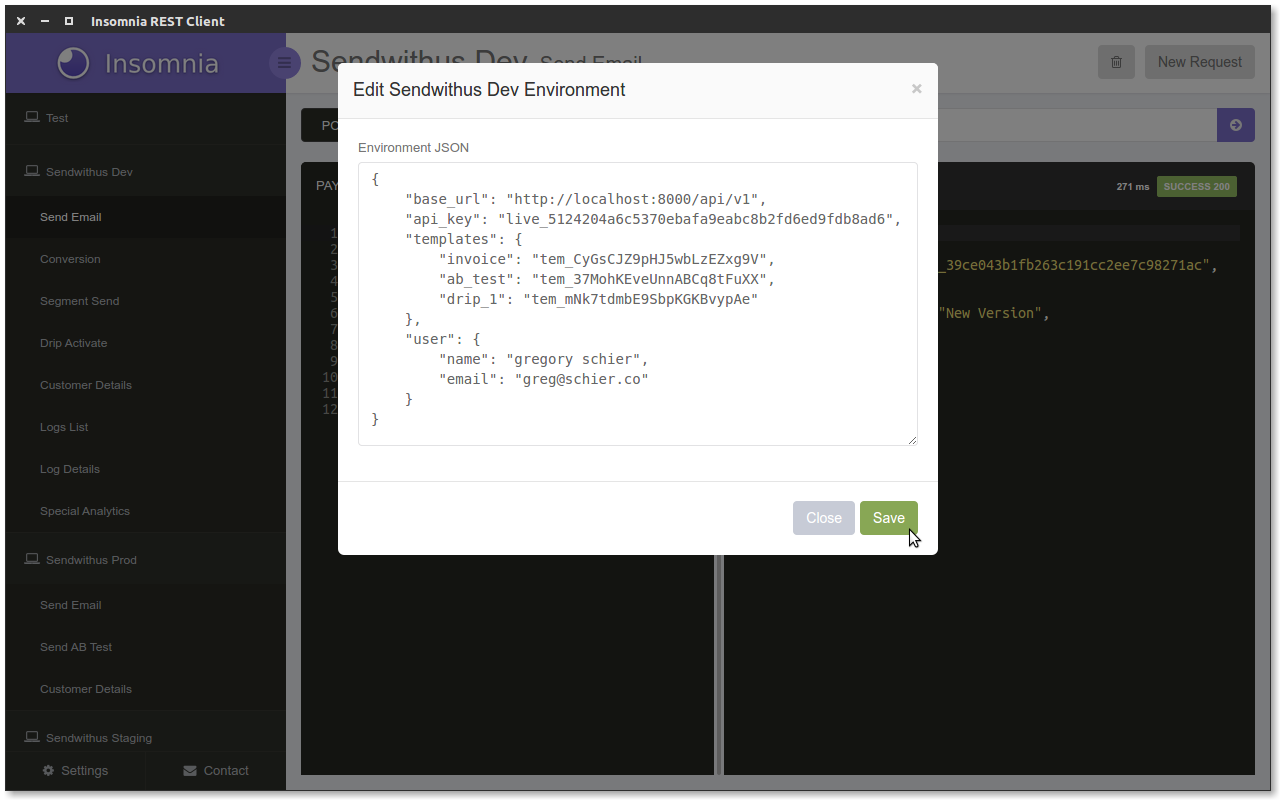 Insomnia REST Client
Insomnia
Sendwithus Dev Send Email
New Request
Test
Sendwithus Dev
Send Email
Conversion
Segment Send
Drip Activate
Customer Details
Logs List
Log Details
Special Analytics
Sendwithus Prod
Send Email
Send AB Test
Customer Details
Sendwithus Staging
Settings
Contact
PO
PAY
1
2
3
4
5
6
7
8
9
10
11
12
Edit Sendwithus Dev Environment
×
Environment JSON
{
"base_url": "http://localhost:8000/api/v1",
"api_key": "live_5124204a6c5370ebafa9eabc8b2fd6ed9fdb8ad6",
"templates": {
"invoice": "tem_CyGsCJZ9pHJ5wbLzEZxg9V",
"ab_test": "tem_37MohKEveUnnABCq8tFuXX",
"drip_1": "tem_mNk7tdmbE9SbpKGKBvypAe"
},
"user": {
"name": "gregory schier",
"email": "greg@schier.co"
}
}
Close
Save
271 ms
SUCCESS 200
_39ce043b1fb263c191cc2ee7c98271ac",
"New Version",